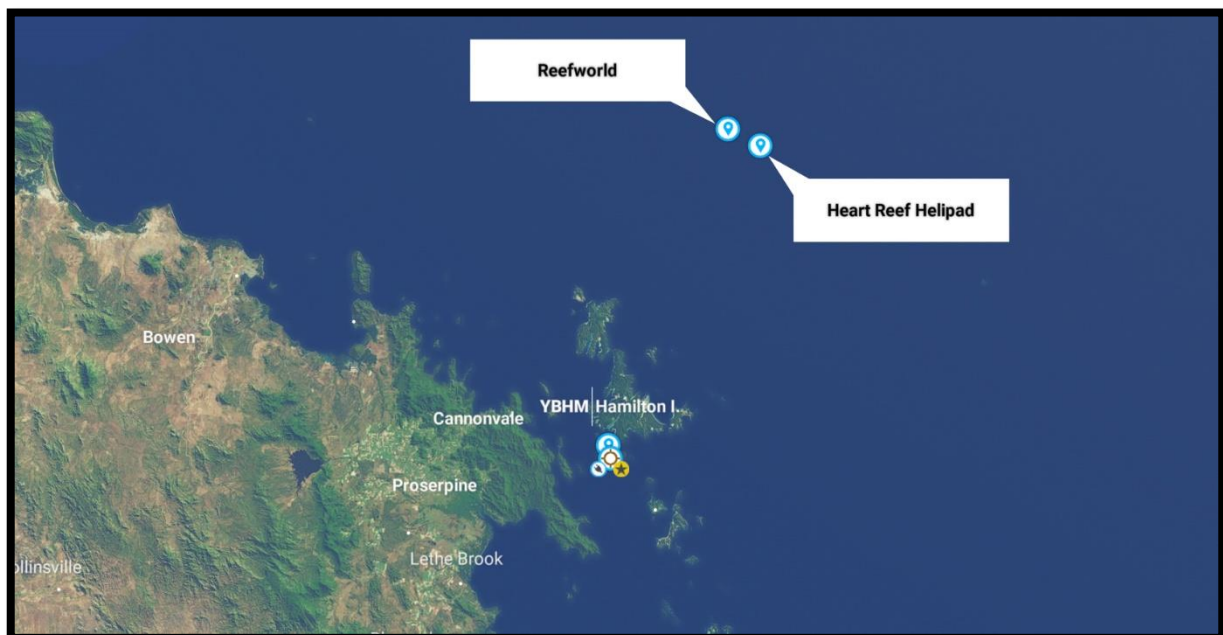 Reefworld
Heart Reef Helipad
Bowen
YBHM Hamilton I.
Cannonvale
Proserpine
Lethe Brook
ollinsville